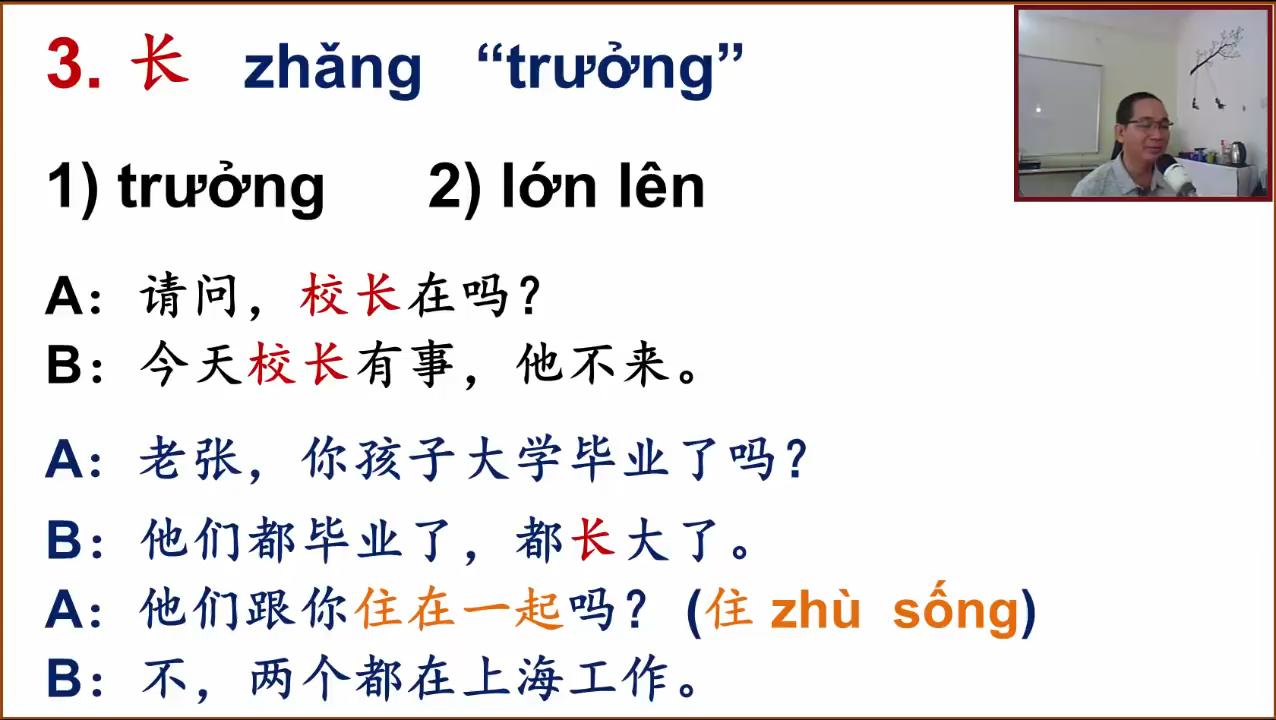 3. 长 zhǎng “trưởng”
1) trưởng 2) lớn lên
A：请问，校长在吗？
B：今天校长有事，他不来。
A：老张，你孩子大学毕业了吗？
B：他们都毕业了，都长大了。
A：他们跟你住在一起吗？(住 zhù sống)
B：不，两个都在上海工作。